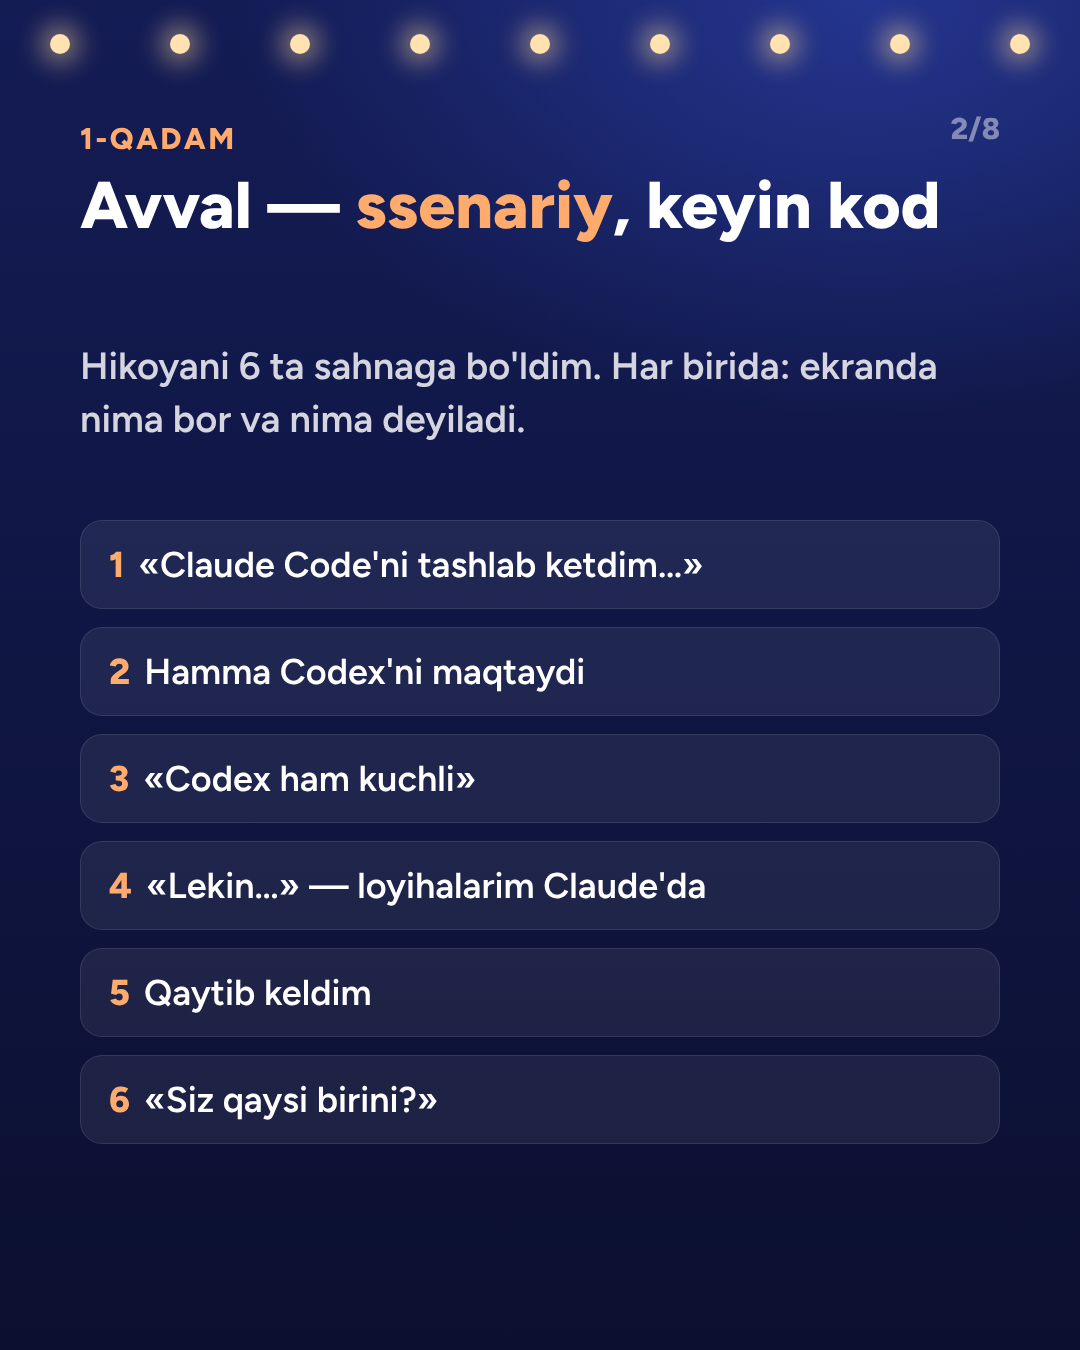 1-QADAM
2/8
Avval — ssenariy, keyin kod
Hikoyani 6 ta sahnaga bo'ldim. Har birida: ekranda
nima bor va nima deyiladi.
1 «Claude Code'ni tashlab ketdim...»
2 Hamma Codex'ni maqtaydi
3 «Codex ham kuchli»
4 «Lekin...» — loyihalarim Claude'da
5 Qaytib keldim
6 «Siz qaysi birini?»